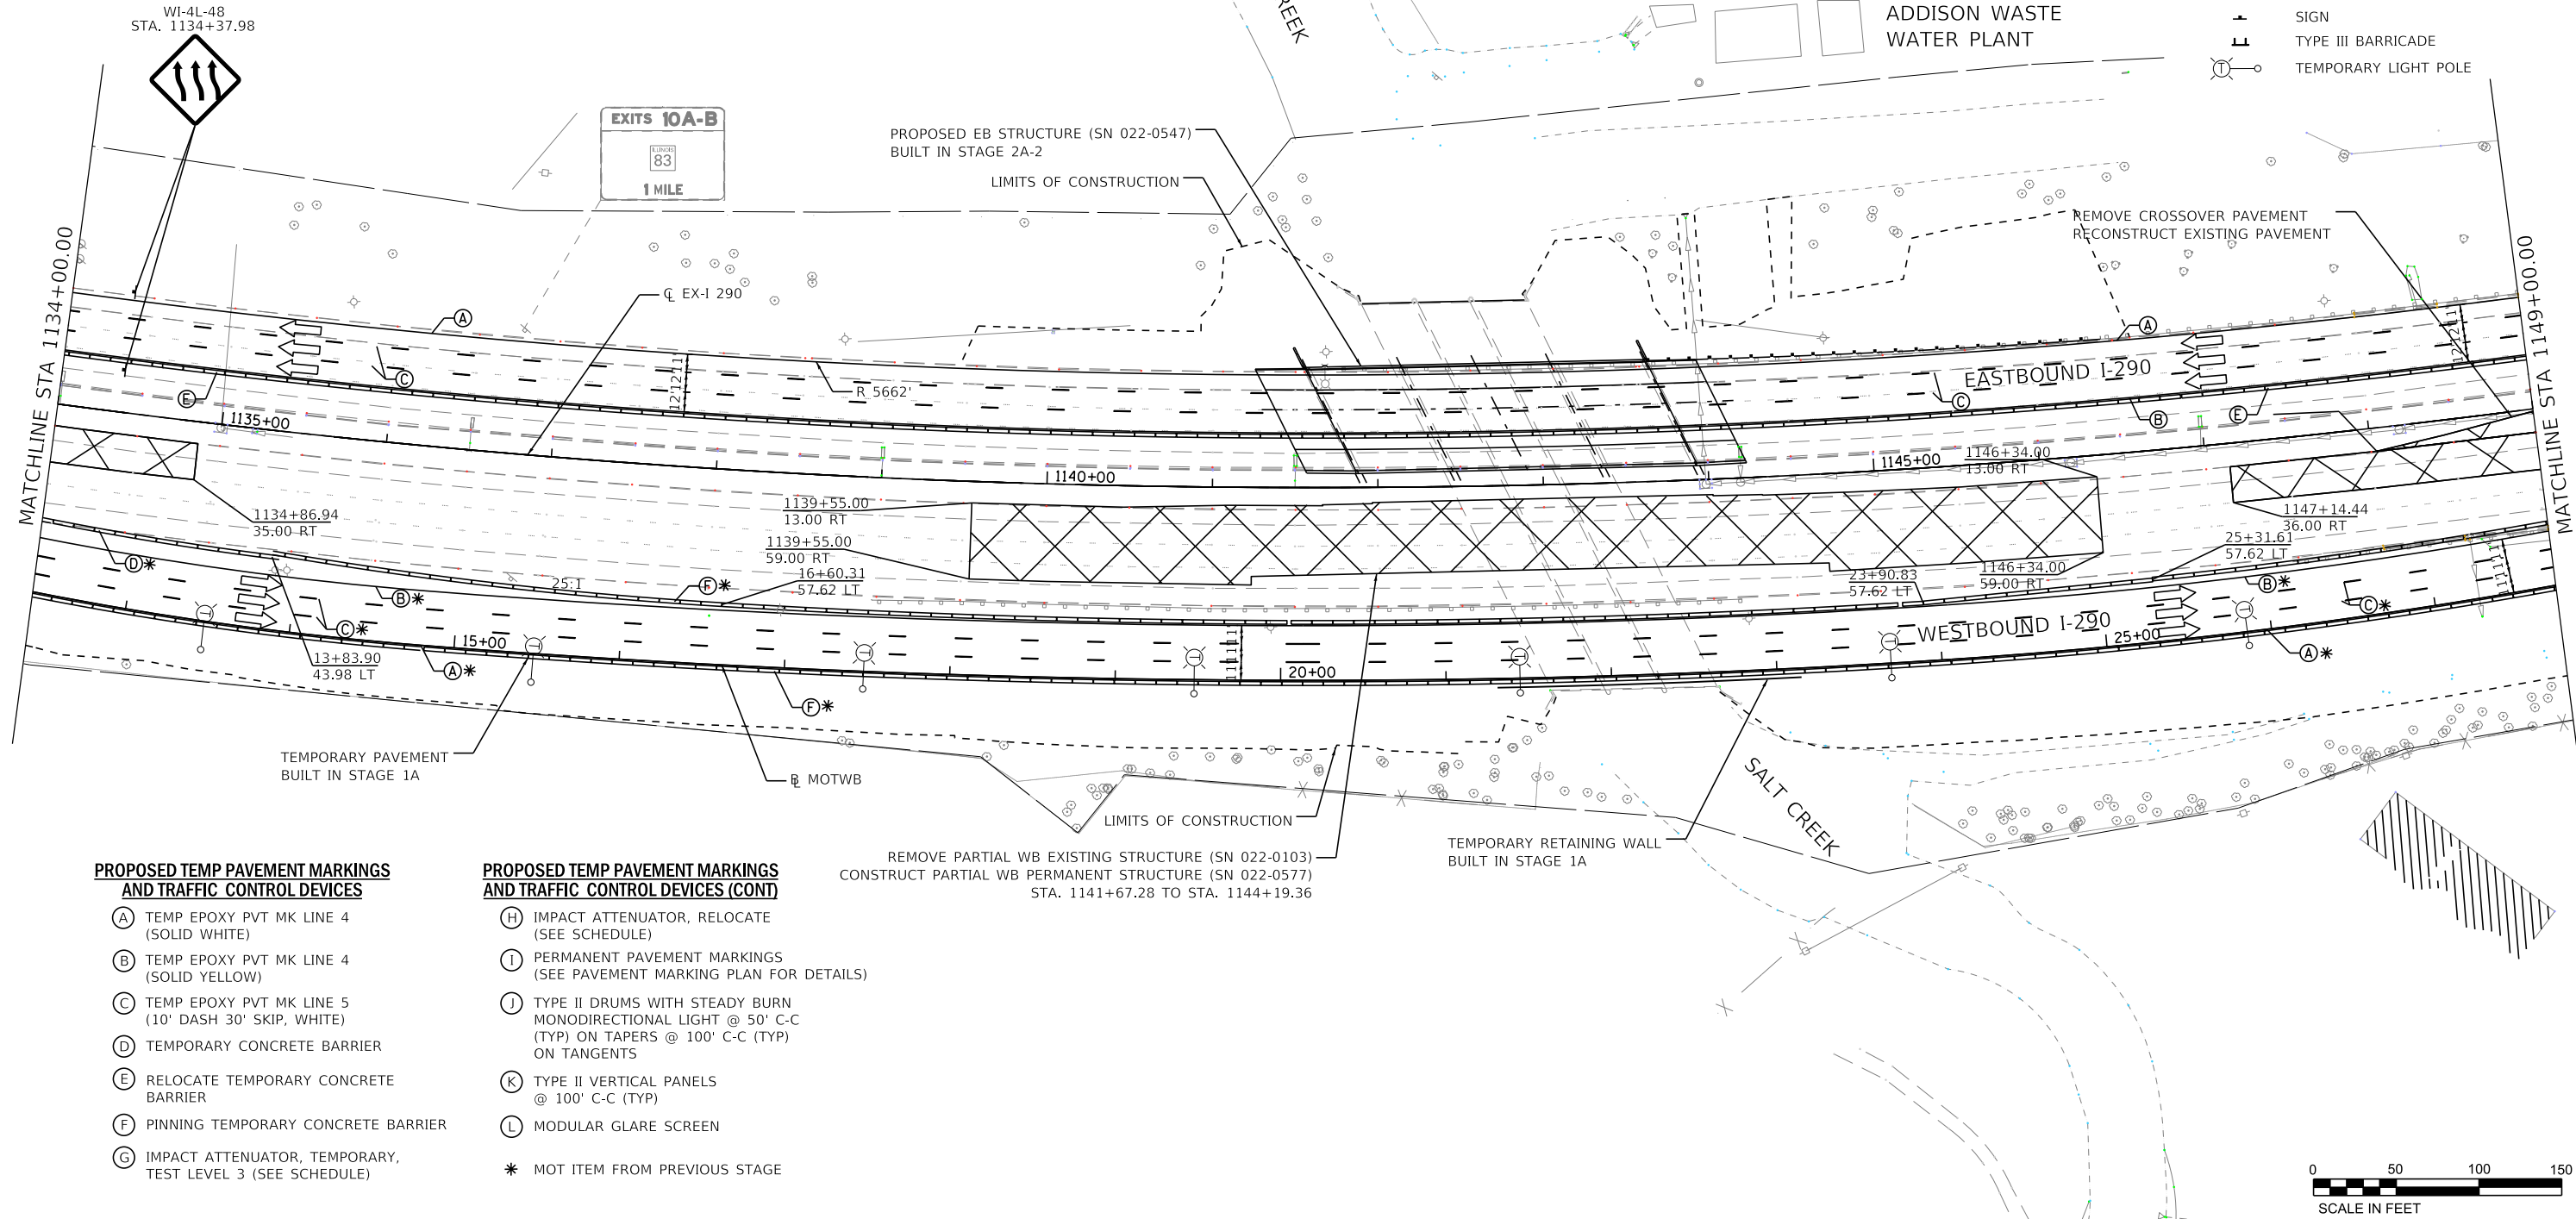 WI-4L-48
STA. 1134+37.98
EXITS 10A-B
ILLINOIS
83
1 MILE
CREEK
ADDISON WASTE
WATER PLANT
SIGN
TYPE III BARRICADE
TEMPORARY LIGHT POLE
T
PROPOSED EB STRUCTURE (SN 022-0547)
BUILT IN STAGE 2A-2
LIMITS OF CONSTRUCTION
REMOVE CROSSOVER PAVEMENT
RECONSTRUCT EXISTING PAVEMENT
MATCHLINE STA 1134+00.00
MATCHLINE STA 1149+00.00
℄ EX-I 290
A
A
R 5662'
C
E
12'12'11'
EASTBOUND I-290
C
B
E
12'12'11'
1135+00
1140+00
1145+00
1146+34.00
13.00 RT
1134+86.94
35.00 RT
1139+55.00
13.00 RT
1139+55.00
59.00 RT
16+60.31
57.62 LT
1147+14.44
36.00 RT
25+31.61
57.62 LT
23+90.83
57.62 LT
1146+34.00
59.00 RT
D*
25:1
F*
B*
B*
C*
C*
15+00
20+00
25+00
WESTBOUND I-290
11'11'11'
11'11'11'
T
T
T
T
T
T
T
13+83.90
43.98 LT
A*
A*
F*
TEMPORARY PAVEMENT
BUILT IN STAGE 1A
B̶L MOTWB
LIMITS OF CONSTRUCTION
REMOVE PARTIAL WB EXISTING STRUCTURE (SN 022-0103)
CONSTRUCT PARTIAL WB PERMANENT STRUCTURE (SN 022-0577)
STA. 1141+67.28 TO STA. 1144+19.36
TEMPORARY RETAINING WALL
BUILT IN STAGE 1A
SALT CREEK
PROPOSED TEMP PAVEMENT MARKINGS
AND TRAFFIC CONTROL DEVICES
A TEMP EPOXY PVT MK LINE 4
(SOLID WHITE)
B TEMP EPOXY PVT MK LINE 4
(SOLID YELLOW)
C TEMP EPOXY PVT MK LINE 5
(10' DASH 30' SKIP, WHITE)
D TEMPORARY CONCRETE BARRIER
E RELOCATE TEMPORARY CONCRETE
BARRIER
F PINNING TEMPORARY CONCRETE BARRIER
G IMPACT ATTENUATOR, TEMPORARY,
TEST LEVEL 3 (SEE SCHEDULE)
PROPOSED TEMP PAVEMENT MARKINGS
AND TRAFFIC CONTROL DEVICES (CONT)
H IMPACT ATTENUATOR, RELOCATE
(SEE SCHEDULE)
I PERMANENT PAVEMENT MARKINGS
(SEE PAVEMENT MARKING PLAN FOR DETAILS)
J TYPE II DRUMS WITH STEADY BURN
MONODIRECTIONAL LIGHT @ 50' C-C
(TYP) ON TAPERS @ 100' C-C (TYP)
ON TANGENTS
K TYPE II VERTICAL PANELS
@ 100' C-C (TYP)
L MODULAR GLARE SCREEN
* MOT ITEM FROM PREVIOUS STAGE
0 50 100 150
SCALE IN FEET